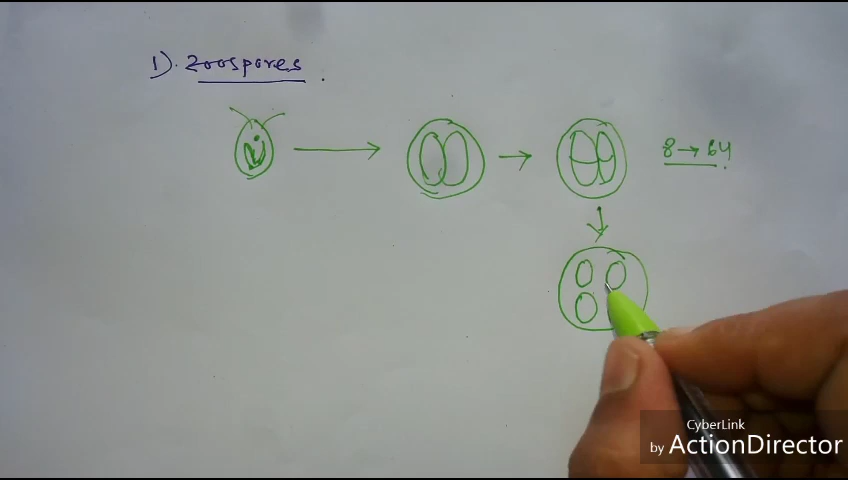 1). Zoospores.
8 → 64.
CyberLink
by ActionDirector